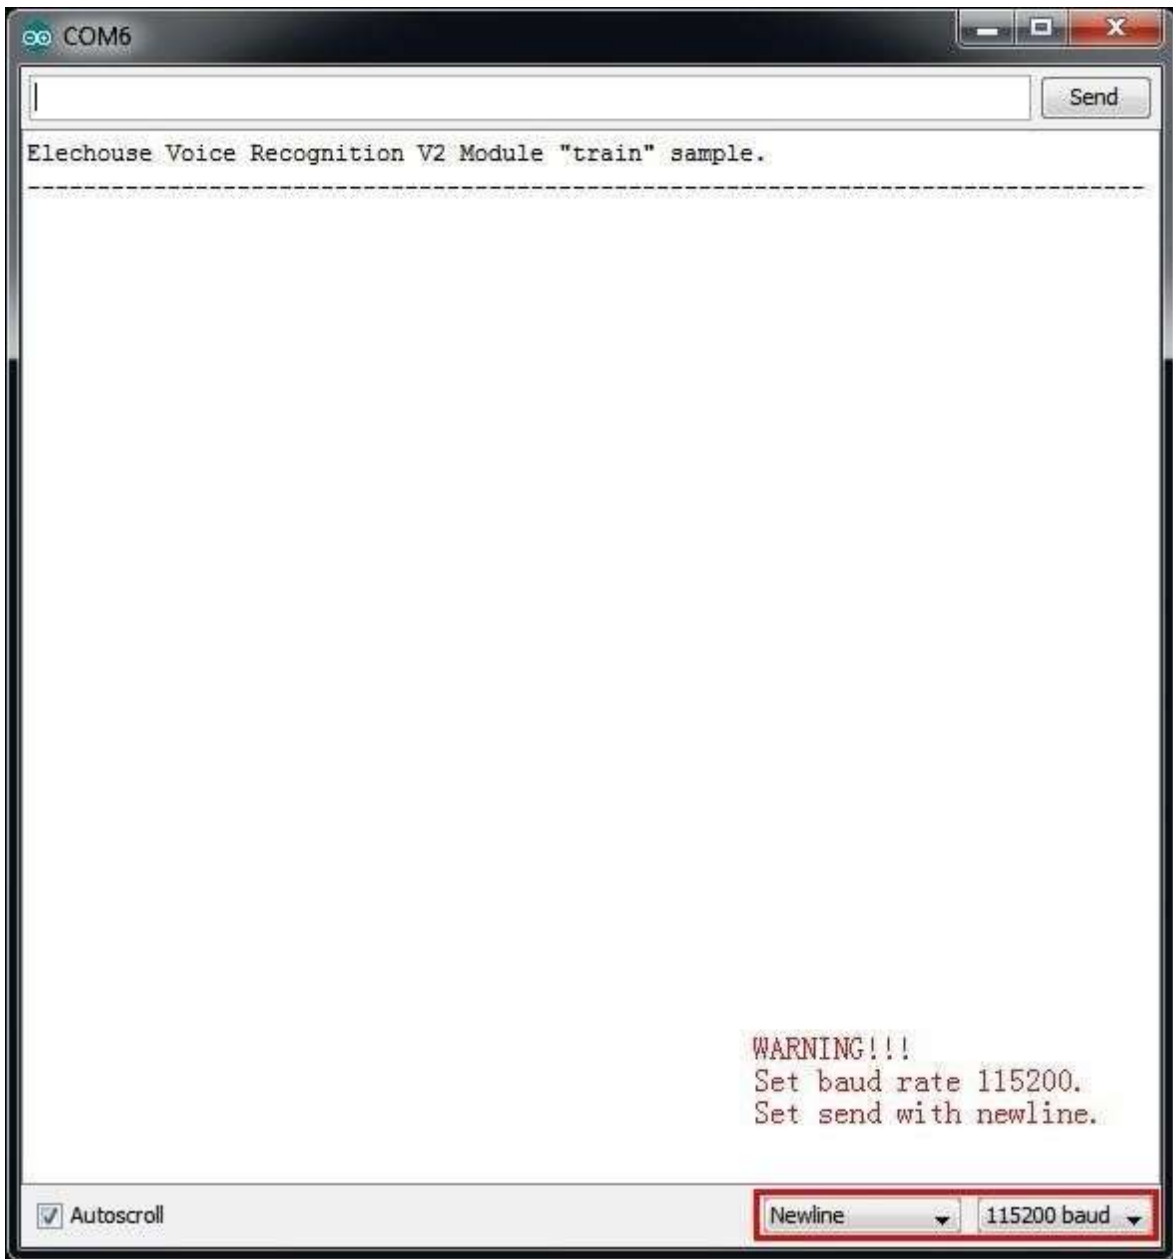 COM6
Send
Elechouse Voice Recognition V2 Module "train" sample.
--------------------------------------------------------------------------------
WARNING!!!
Set baud rate 115200.
Set send with newline.
Autoscroll
Newline
115200 baud